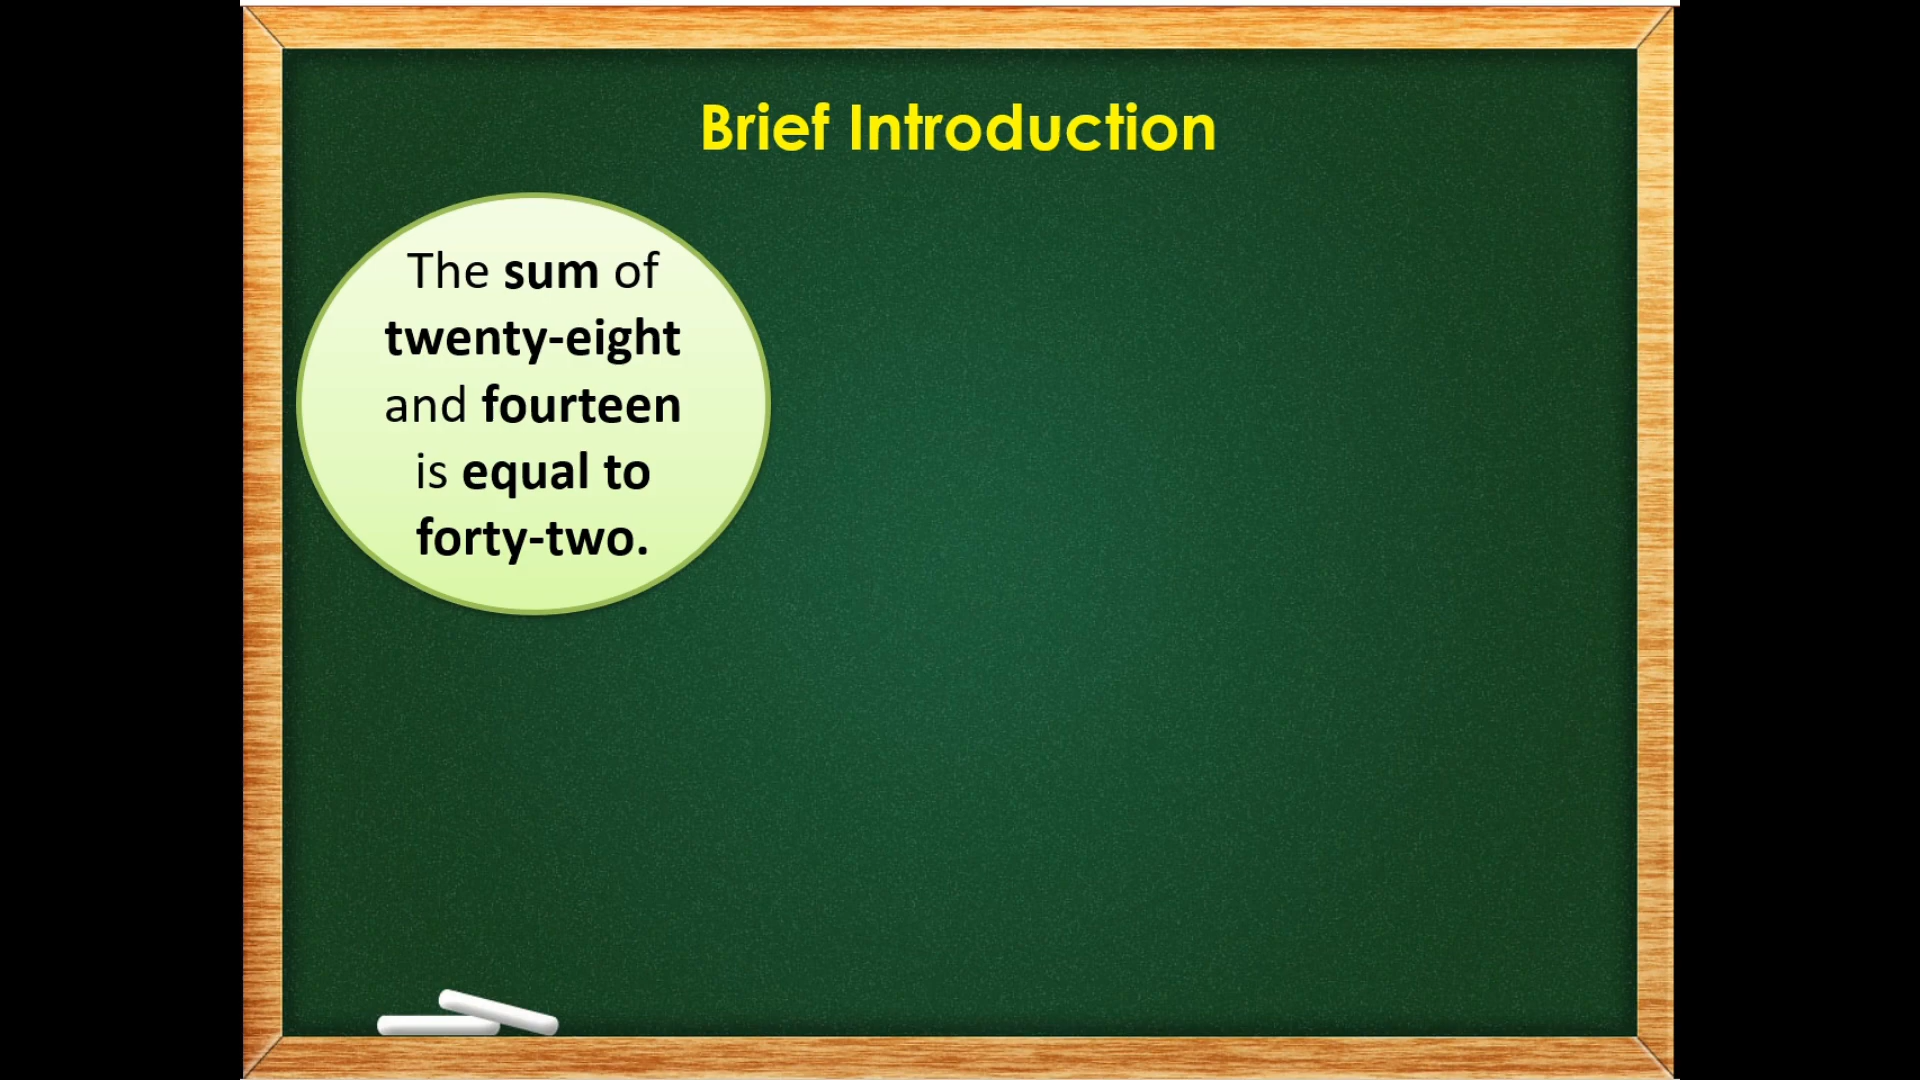 Brief Introduction
The sum of
twenty-eight
and fourteen
is equal to
forty-two.